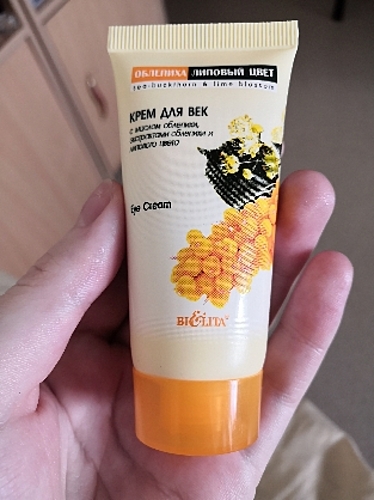 ОБЛЕПИХА ЛИПОВЫЙ ЦВЕТ
sea-buckthorn & lime blossom
КРЕМ ДЛЯ ВЕК
с маслом облепихи,
экстрактами облепихи и
липового цвета
Eye Cream
BIELITA